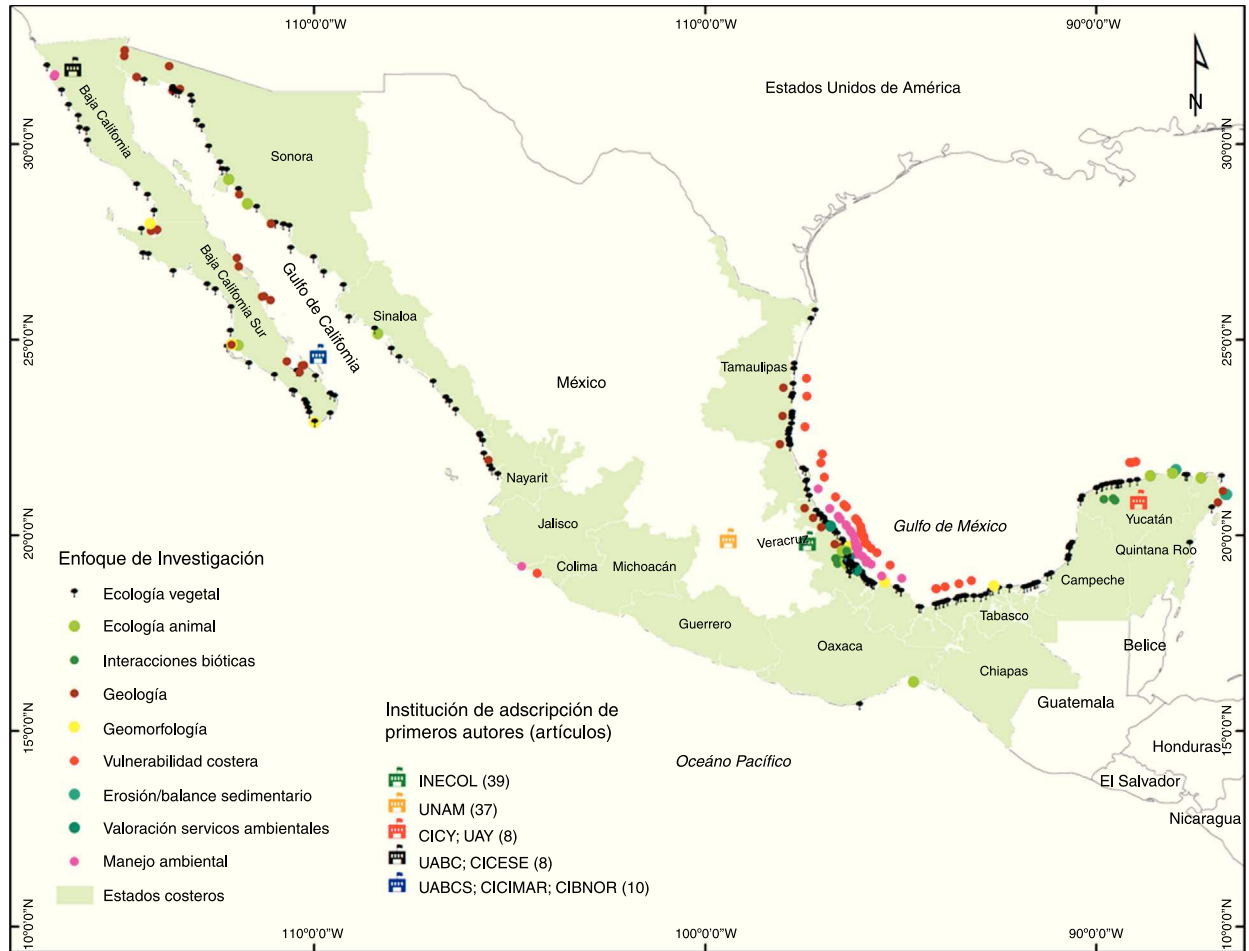 110°0'0"W
100°0'0"W
90°0'0"W
Estados Unidos de América
N
30°0'0"N
30°0'0"N
Baja California
Sonora
Baja California Sur
Gulfo de California
Sinaloa
25°0'0"N
25°0'0"N
Tamaulipas
México
Nayarit
Jalisco
Colima
Michoacán
Veracruz
Gulfo de México
Yucatán
Quintana Roo
Campeche
20°0'0"N
20°0'0"N
Tabasco
Guerrero
Oaxaca
Chiapas
Belice
Guatemala
Honduras
El Salvador
Nicaragua
Oceáno Pacífico
15°0'0"N
15°0'0"N
Enfoque de Investigación
Ecología vegetal
Ecología animal
Interacciones bióticas
Geología
Geomorfología
Vulnerabilidad costera
Erosión/balance sedimentario
Valoración servicos ambientales
Manejo ambiental
Estados costeros
Institución de adscripción de
primeros autores (artículos)
INECOL (39)
UNAM (37)
CICY; UAY (8)
UABC; CICESE (8)
UABCS; CICIMAR; CIBNOR (10)
10°0'0"N
10°0'0"N
110°0'0"W
100°0'0"W
90°0'0"W